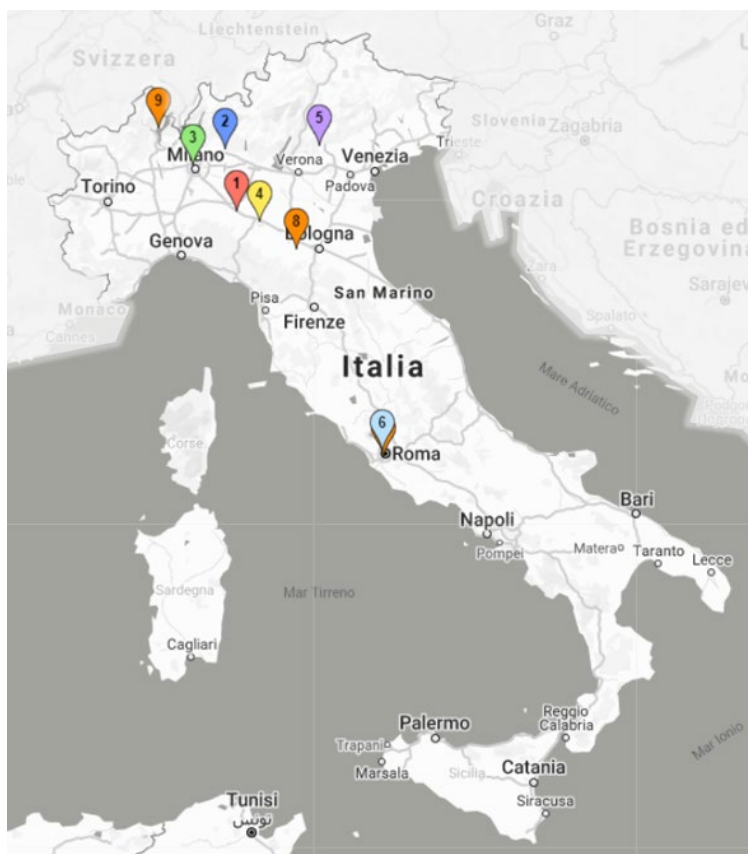 Graz
Liechtenstein
Svizzera
9
2
5
3
Slovenia
Zagabria
Milano
Verona
Venezia
Trieste
Padova
Torino
1
4
Croazia
8
Bologna
Bosnia ed
Erzegovina
Genova
Zara
Monaco
San Marino
Saraje
Pisa
Cannes
Firenze
Spalato
Italia
Mare Adriatico
Corse
6
Roma
Bari
Napoli
Pompei
Matera
Taranto
Lecce
Sardegna
Mar Tirreno
Cagliari
Reggio
Calabria
Palermo
Mar Ionio
Trapani
Marsala
Sicilia
Catania
Siracusa
Tunisi
تونس